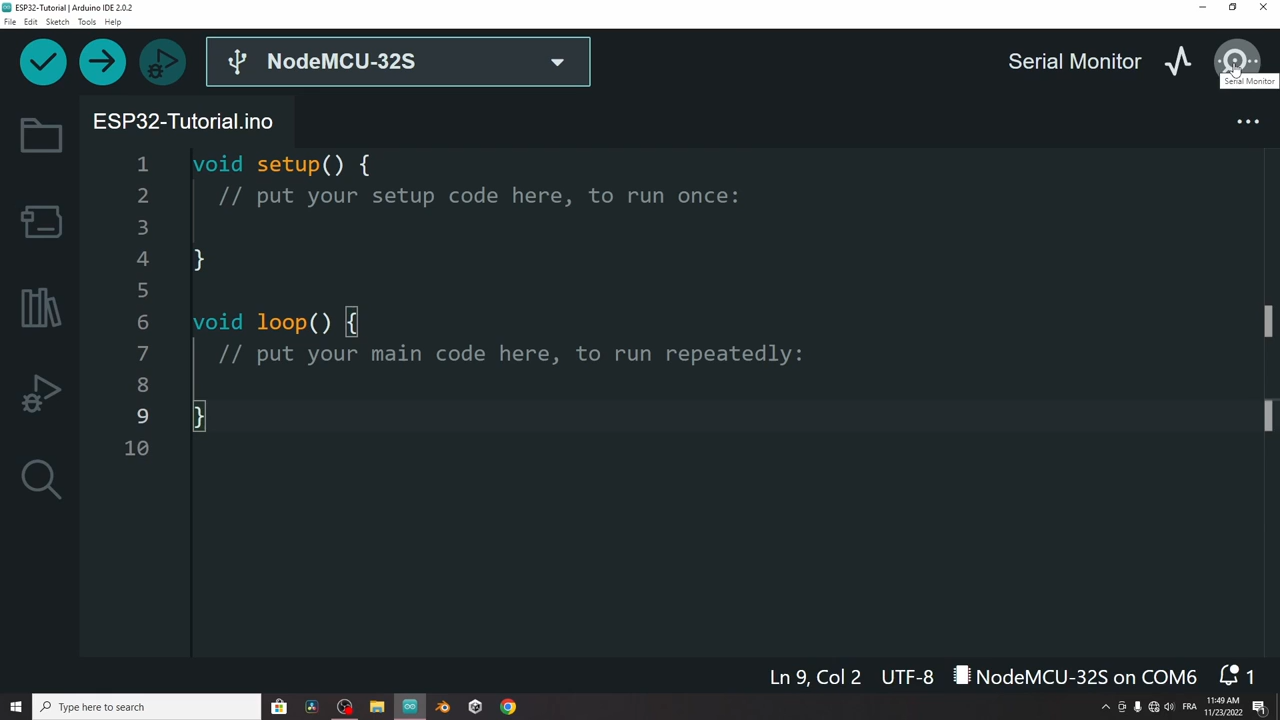 ESP32-Tutorial | Arduino IDE 2.0.2
File Edit Sketch Tools Help
NodeMCU-32S
Serial Monitor
Serial Monitor
ESP32-Tutorial.ino
1 void setup() {
2 // put your setup code here, to run once:
3
4 }
5
6 void loop() {
7 // put your main code here, to run repeatedly:
8
9 }
10
Ln 9, Col 2 UTF-8 NodeMCU-32S on COM6 1
Type here to search
FRA
11:49 AM
11/23/2022
1